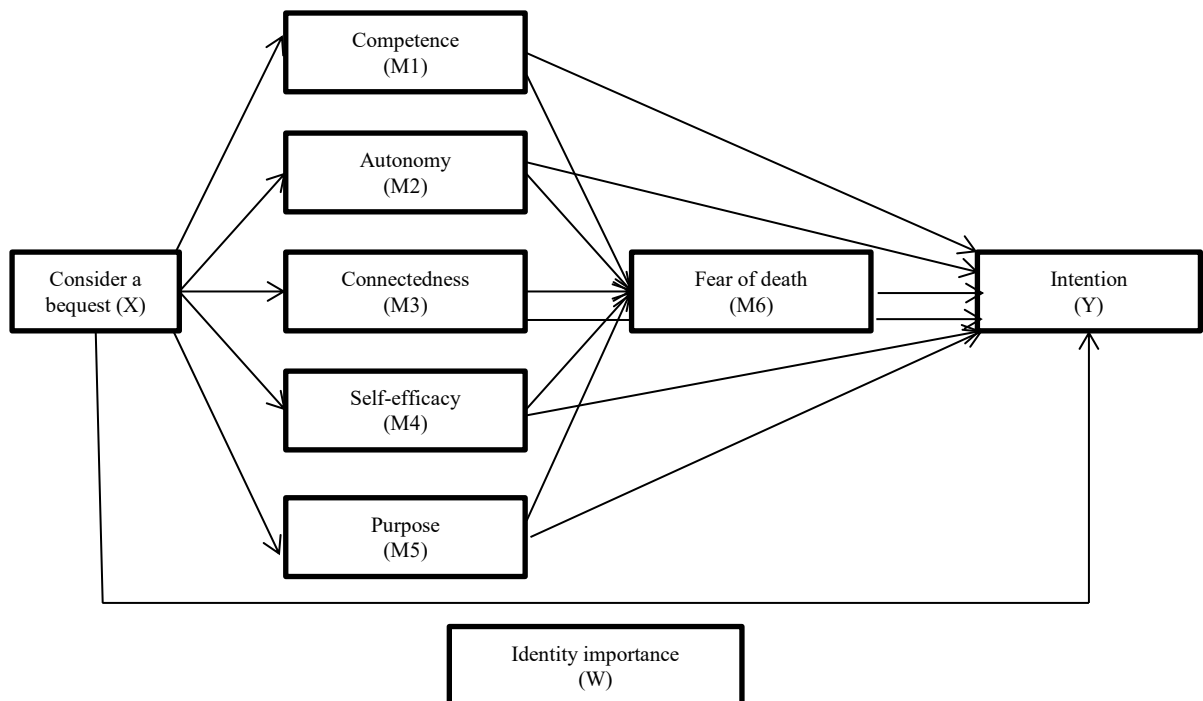 Competence
(M1)
Autonomy
(M2)
Consider a
bequest (X)
Connectedness
(M3)
Fear of death
(M6)
Intention
(Y)
Self-efficacy
(M4)
Purpose
(M5)
Identity importance
(W)